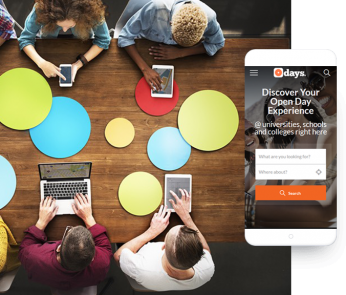 @days.
Discover Your
Open Day
Experience
@ universities, schools
and colleges right here
What are you looking for?
Where about?
Search